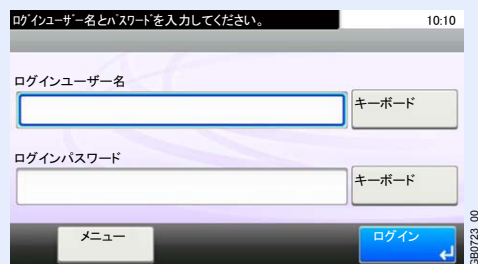 ﾛｸﾞｲﾝﾕｰｻﾞｰ名とﾊﾟｽﾜｰﾄﾞを入力してください。
10:10
ログインユーザー名
キーボード
ログインパスワード
キーボード
メニュー
ログイン
GB0723_00